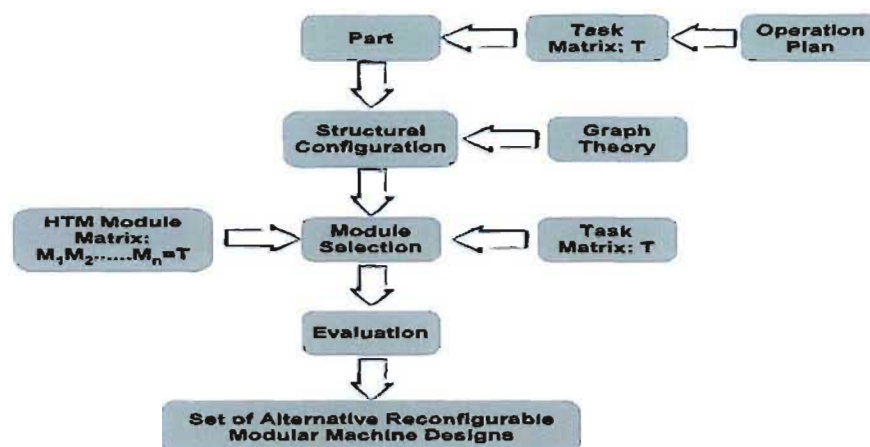 Part
Task
Matrix: T
Operation
Plan
Structural
Configuration
Graph
Theory
HTM Module
Matrix:
M₁M₂......Mₙ=T
Module
Selection
Task
Matrix: T
Evaluation
Set of Alternative Reconfigurable
Modular Machine Designs